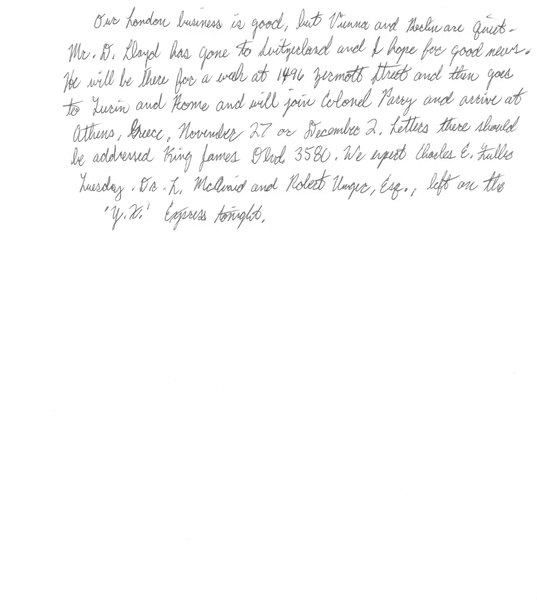 Our London business is good, but Vienna and Berlin are quiet.
Mr. D. Lloyd has gone to Switzerland and I hope for good news.
He will be there for a week at 1496 Zermott Street and then goes
to Turin and Rome and will join Colonel Parry and arrive at
Athens, Greece, November 27 or December 2. Letters there should
be addressed King James Blvd 3580. We expect Charles E. Fuller
Tuesday. Dr. L. McQuaid and Robert Unger, Esq., left on the
"Y.X." Express tonight.